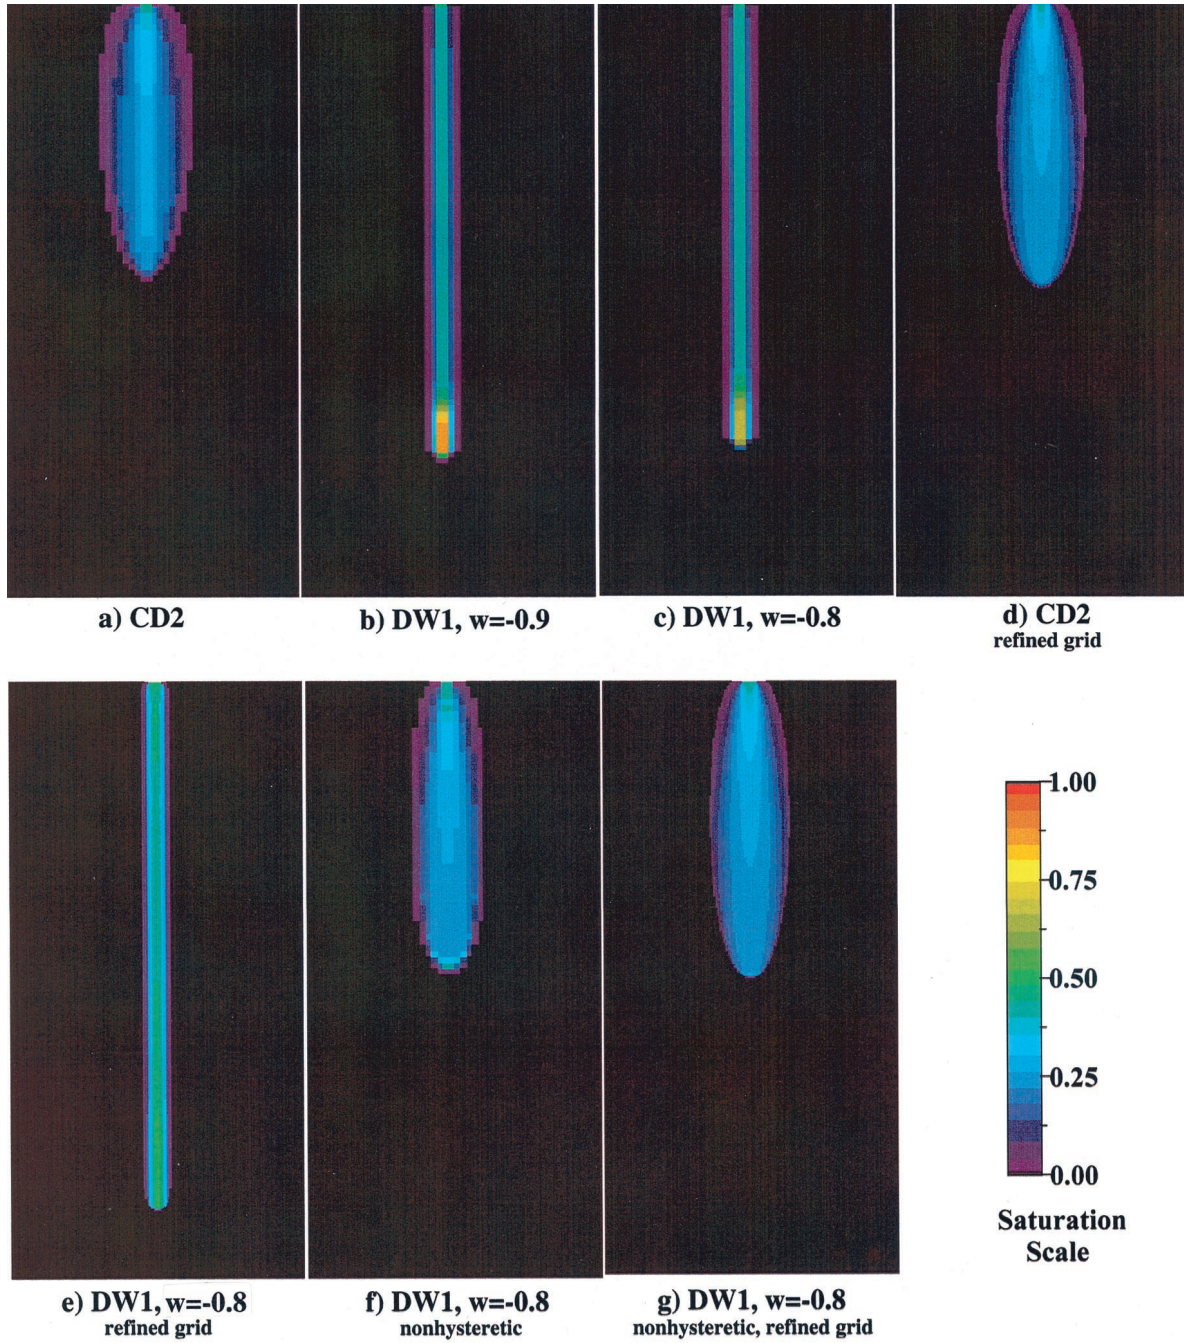 a) CD2
b) DW1, w=-0.9
c) DW1, w=-0.8
d) CD2
refined grid
e) DW1, w=-0.8
refined grid
f) DW1, w=-0.8
nonhysteretic
g) DW1, w=-0.8
nonhysteretic, refined grid
1.00
0.75
0.50
0.25
0.00
Saturation
Scale